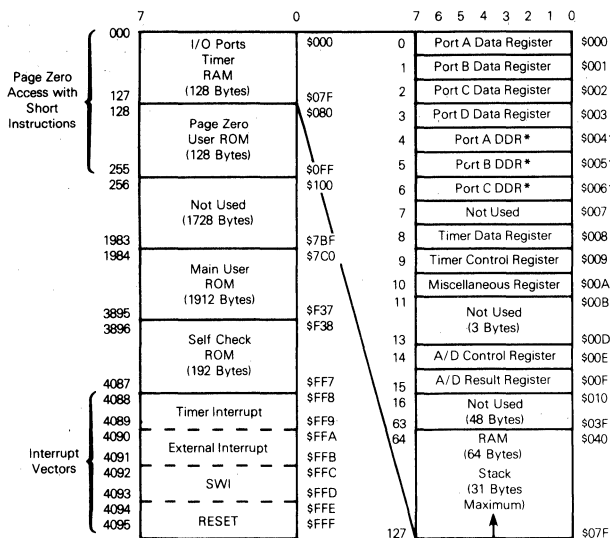 7 0
000 I/O Ports $000
Timer
RAM
127 (128 Bytes) $07F
128 $080
Page Zero
User ROM
(128 Bytes)
255 $0FF
256 $100
Not Used
(1728 Bytes)
1983 $7BF
1984 $7C0
Main User
ROM
(1912 Bytes)
3895 $F37
3896 $F38
Self Check
ROM
(192 Bytes)
4087 $FF7
4088 $FF8
Timer Interrupt
4089 $FF9
4090 $FFA
External Interrupt
4091 $FFB
4092 $FFC
SWI
4093 $FFD
4094 $FFE
RESET
4095 $FFF
Page Zero
Access with
Short
Instructions
Interrupt
Vectors
7 6 5 4 3 2 1 0
0 Port A Data Register $000
1 Port B Data Register $001
2 Port C Data Register $002
3 Port D Data Register $003
4 Port A DDR* $004
5 Port B DDR* $005
6 Port C DDR* $006
7 Not Used $007
8 Timer Data Register $008
9 Timer Control Register $009
10 Miscellaneous Register $00A
11 $00B
Not Used
(3 Bytes)
13 $00D
14 A/D Control Register $00E
15 A/D Result Register $00F
16 Not Used $010
63 (48 Bytes) $03F
64 RAM $040
(64 Bytes)
Stack
(31 Bytes
Maximum)
127 $07F